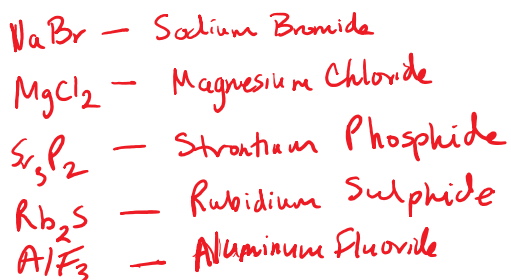 NaBr — Sodium Bromide
MgCl₂ — Magnesium Chloride
Sr₃P₂ — Strontium Phosphide
Rb₂S — Rubidium Sulphide
AlF₃ — Aluminum Fluoride